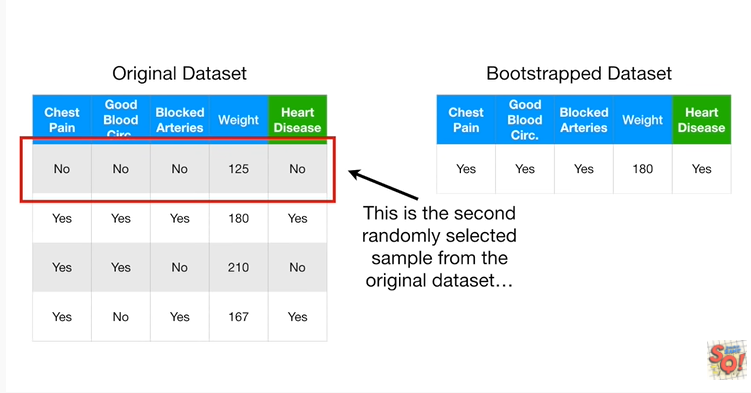 Original Dataset
Bootstrapped Dataset
Chest Pain Good Blood Circ. Blocked Arteries Weight Heart Disease
No No No 125 No
Yes Yes Yes 180 Yes
Yes Yes No 210 No
Yes No Yes 167 Yes
Chest Pain Good Blood Circ. Blocked Arteries Weight Heart Disease
Yes Yes Yes 180 Yes
This is the second
randomly selected
sample from the
original dataset…
SQ!